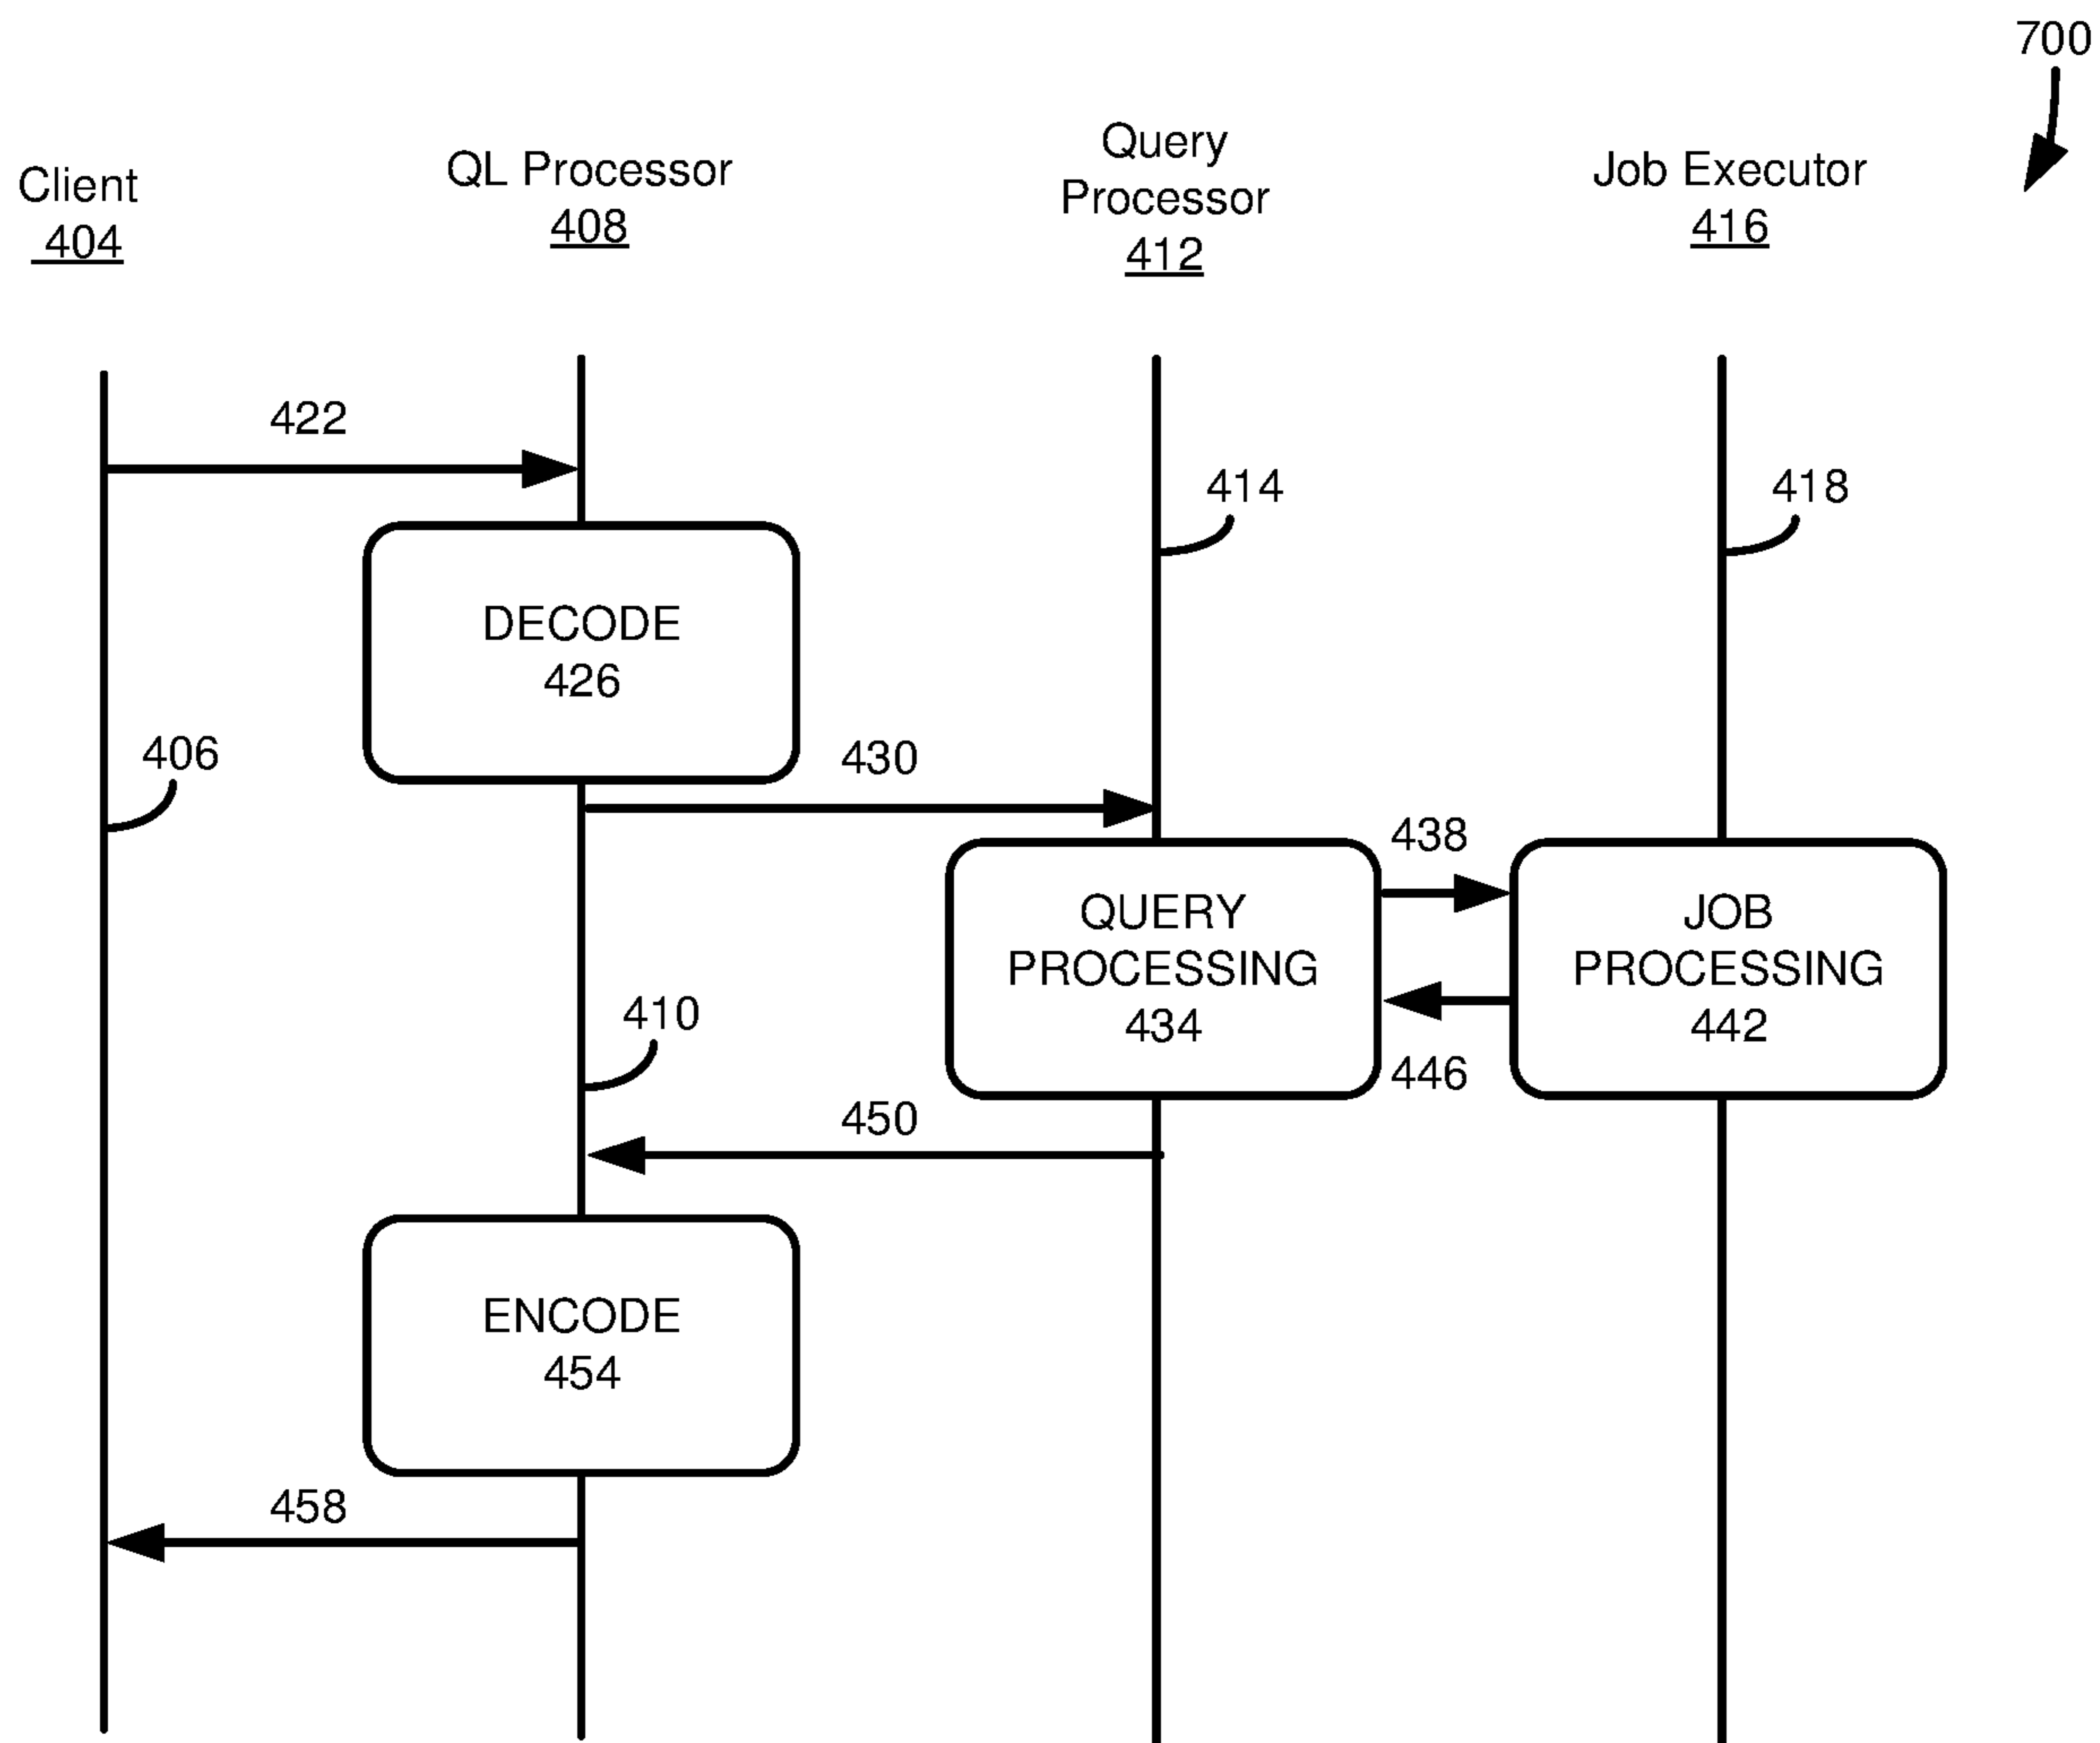 700
Client
404
QL Processor
408
Query
Processor
412
Job Executor
416
422
414
418
DECODE
426
406
430
438
QUERY
PROCESSING
434
JOB
PROCESSING
442
410
446
450
ENCODE
454
458